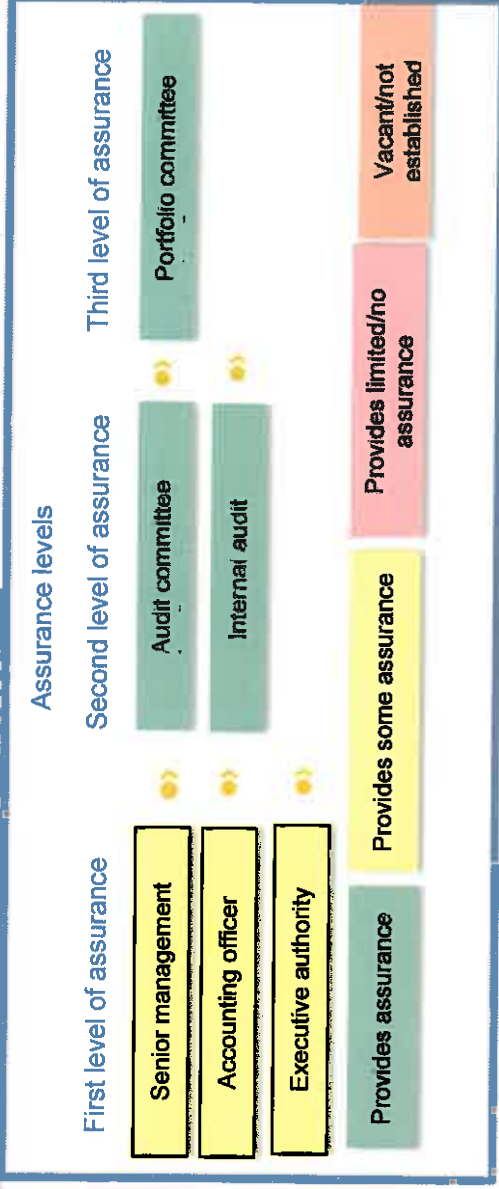 Assurance levels
First level of assurance
Second level of assurance
Third level of assurance
Senior management
Audit committee
Portfolio committee
Accounting officer
Internal audit
Executive authority
Provides assurance
Provides some assurance
Provides limited/no
assurance
Vacant/not
established